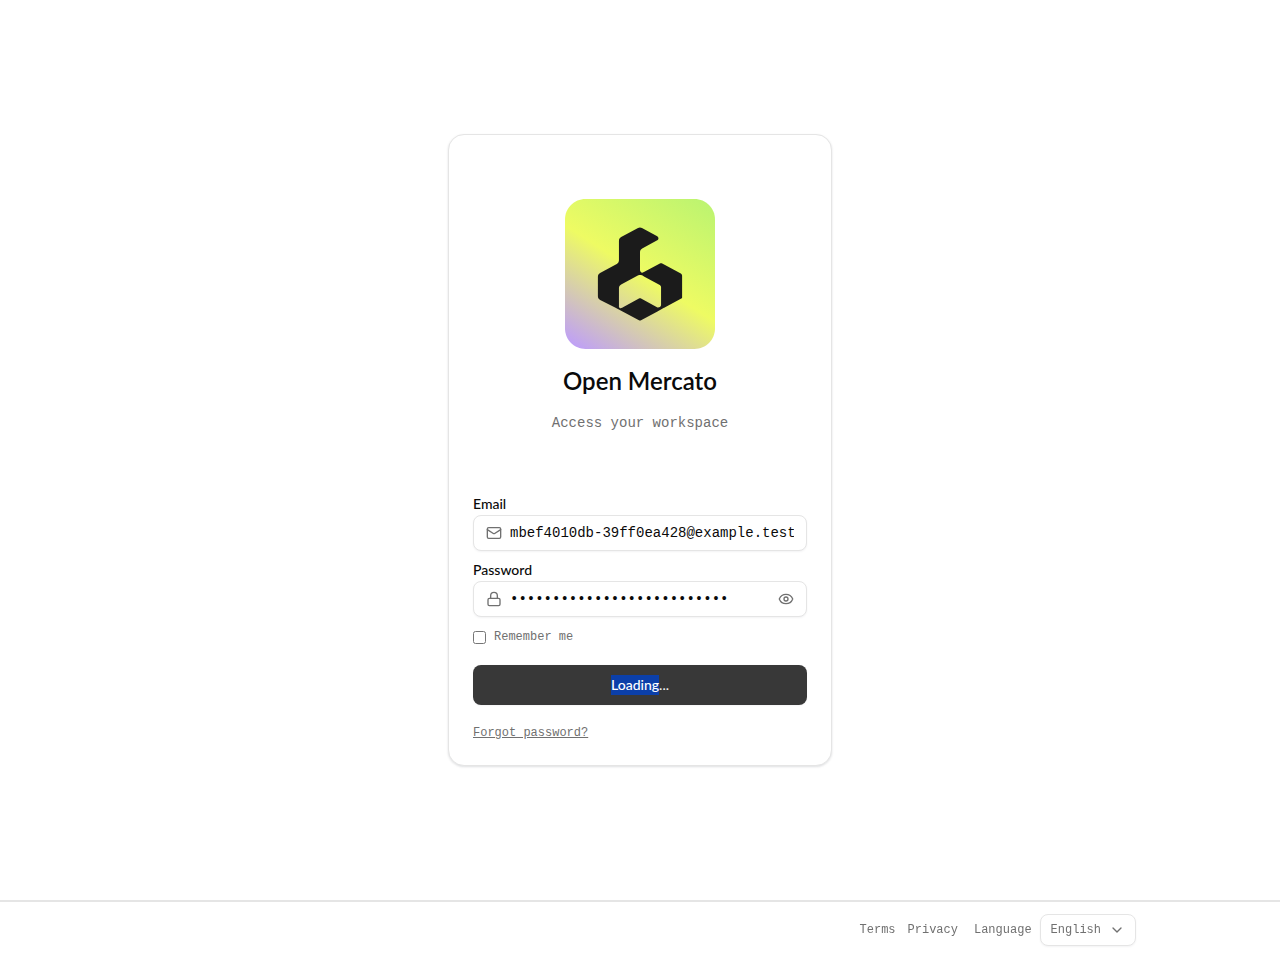 Open Mercato
Access your workspace
Email
mbef4010db-39ff0ea428@example.test
Password
••••••••••••••••••••••••••
Remember me
Loading...
Forgot password?
Terms Privacy Language English